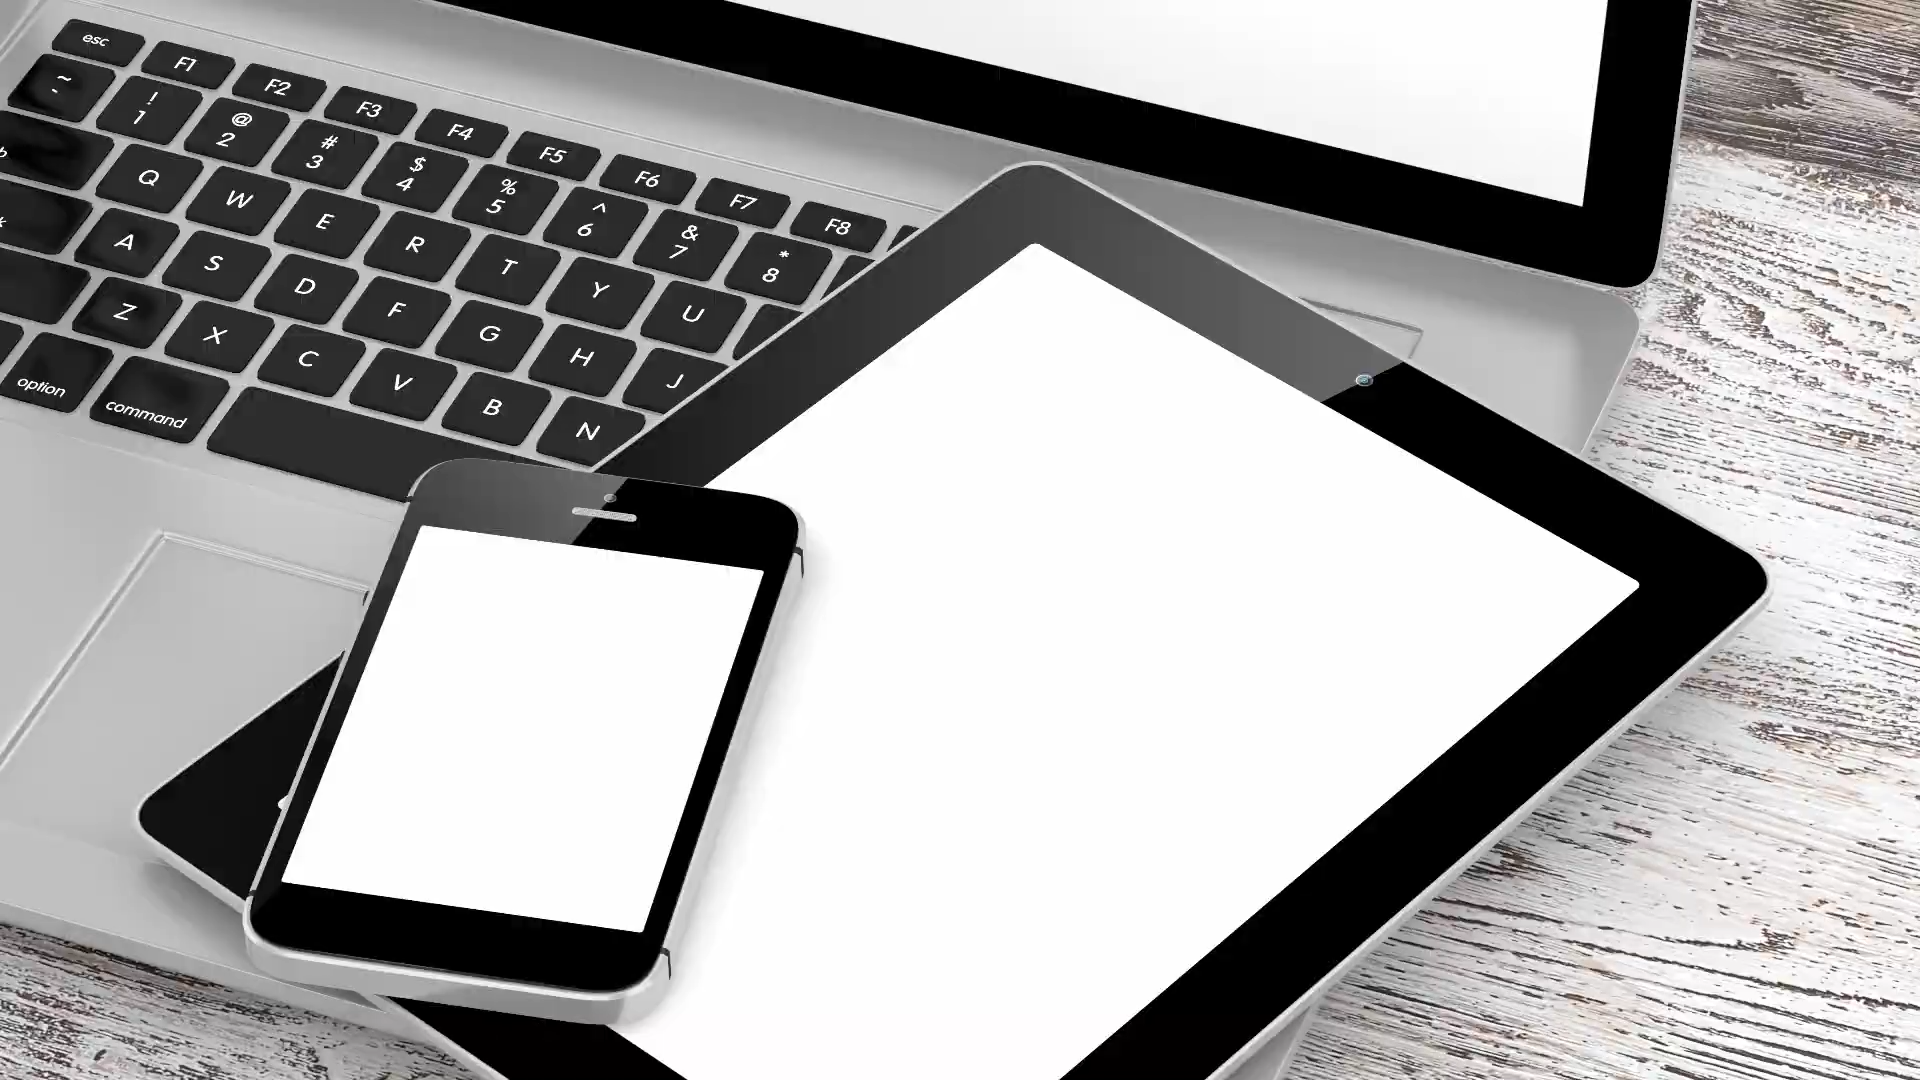 esc F1 F2 F3 F4 F5 F6 F7 F8
~ ! @ # $ % ^ & *
- 1 2 3 4 5 6 7 8
Q W E R T Y U
A S D F G H J
Z X C V B N
option command